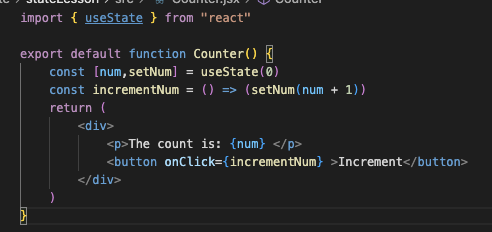 stateLesson > src > Counter.jsx > Counter
import { useState } from "react"
export default function Counter() {
const [num,setNum] = useState(0)
const incrementNum = () => (setNum(num + 1))
return (
<div>
<p>The count is: {num} </p>
<button onClick={incrementNum} >Increment</button>
</div>
)
}